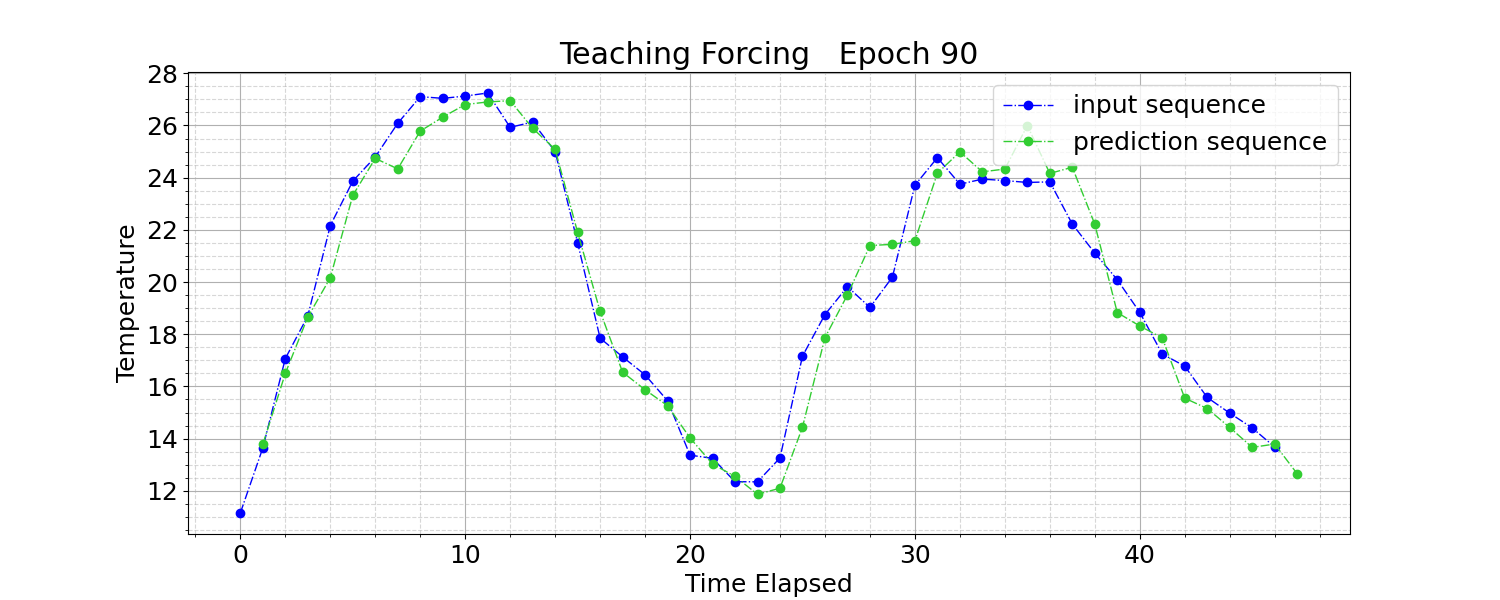 Teaching Forcing   Epoch 90
28
26
24
22
20
18
16
14
12
Temperature
input sequence
prediction sequence
0 10 20 30 40
Time Elapsed